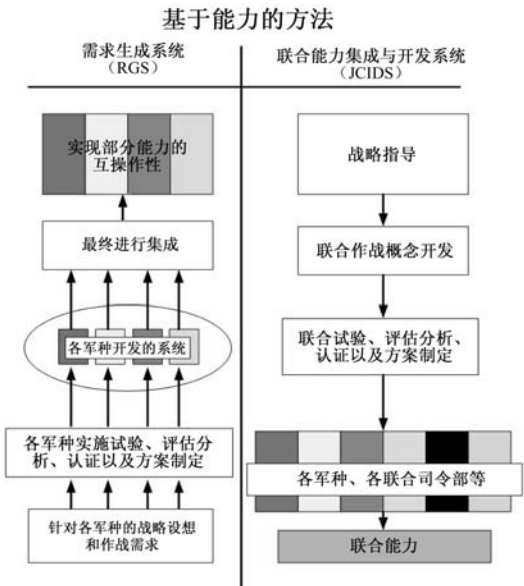 基于能力的方法
需求生成系统
（RGS）
实现部分能力的
互操作性
最终进行集成
各军种开发的系统
各军种实施试验、评估分
析、认证以及方案制定
针对各军种的战略设想
和作战需求
联合能力集成与开发系统
（JCIDS）
战略指导
联合作战概念开发
联合试验、评估分析、
认证以及方案制定
各军种、各联合司令部等
联合能力